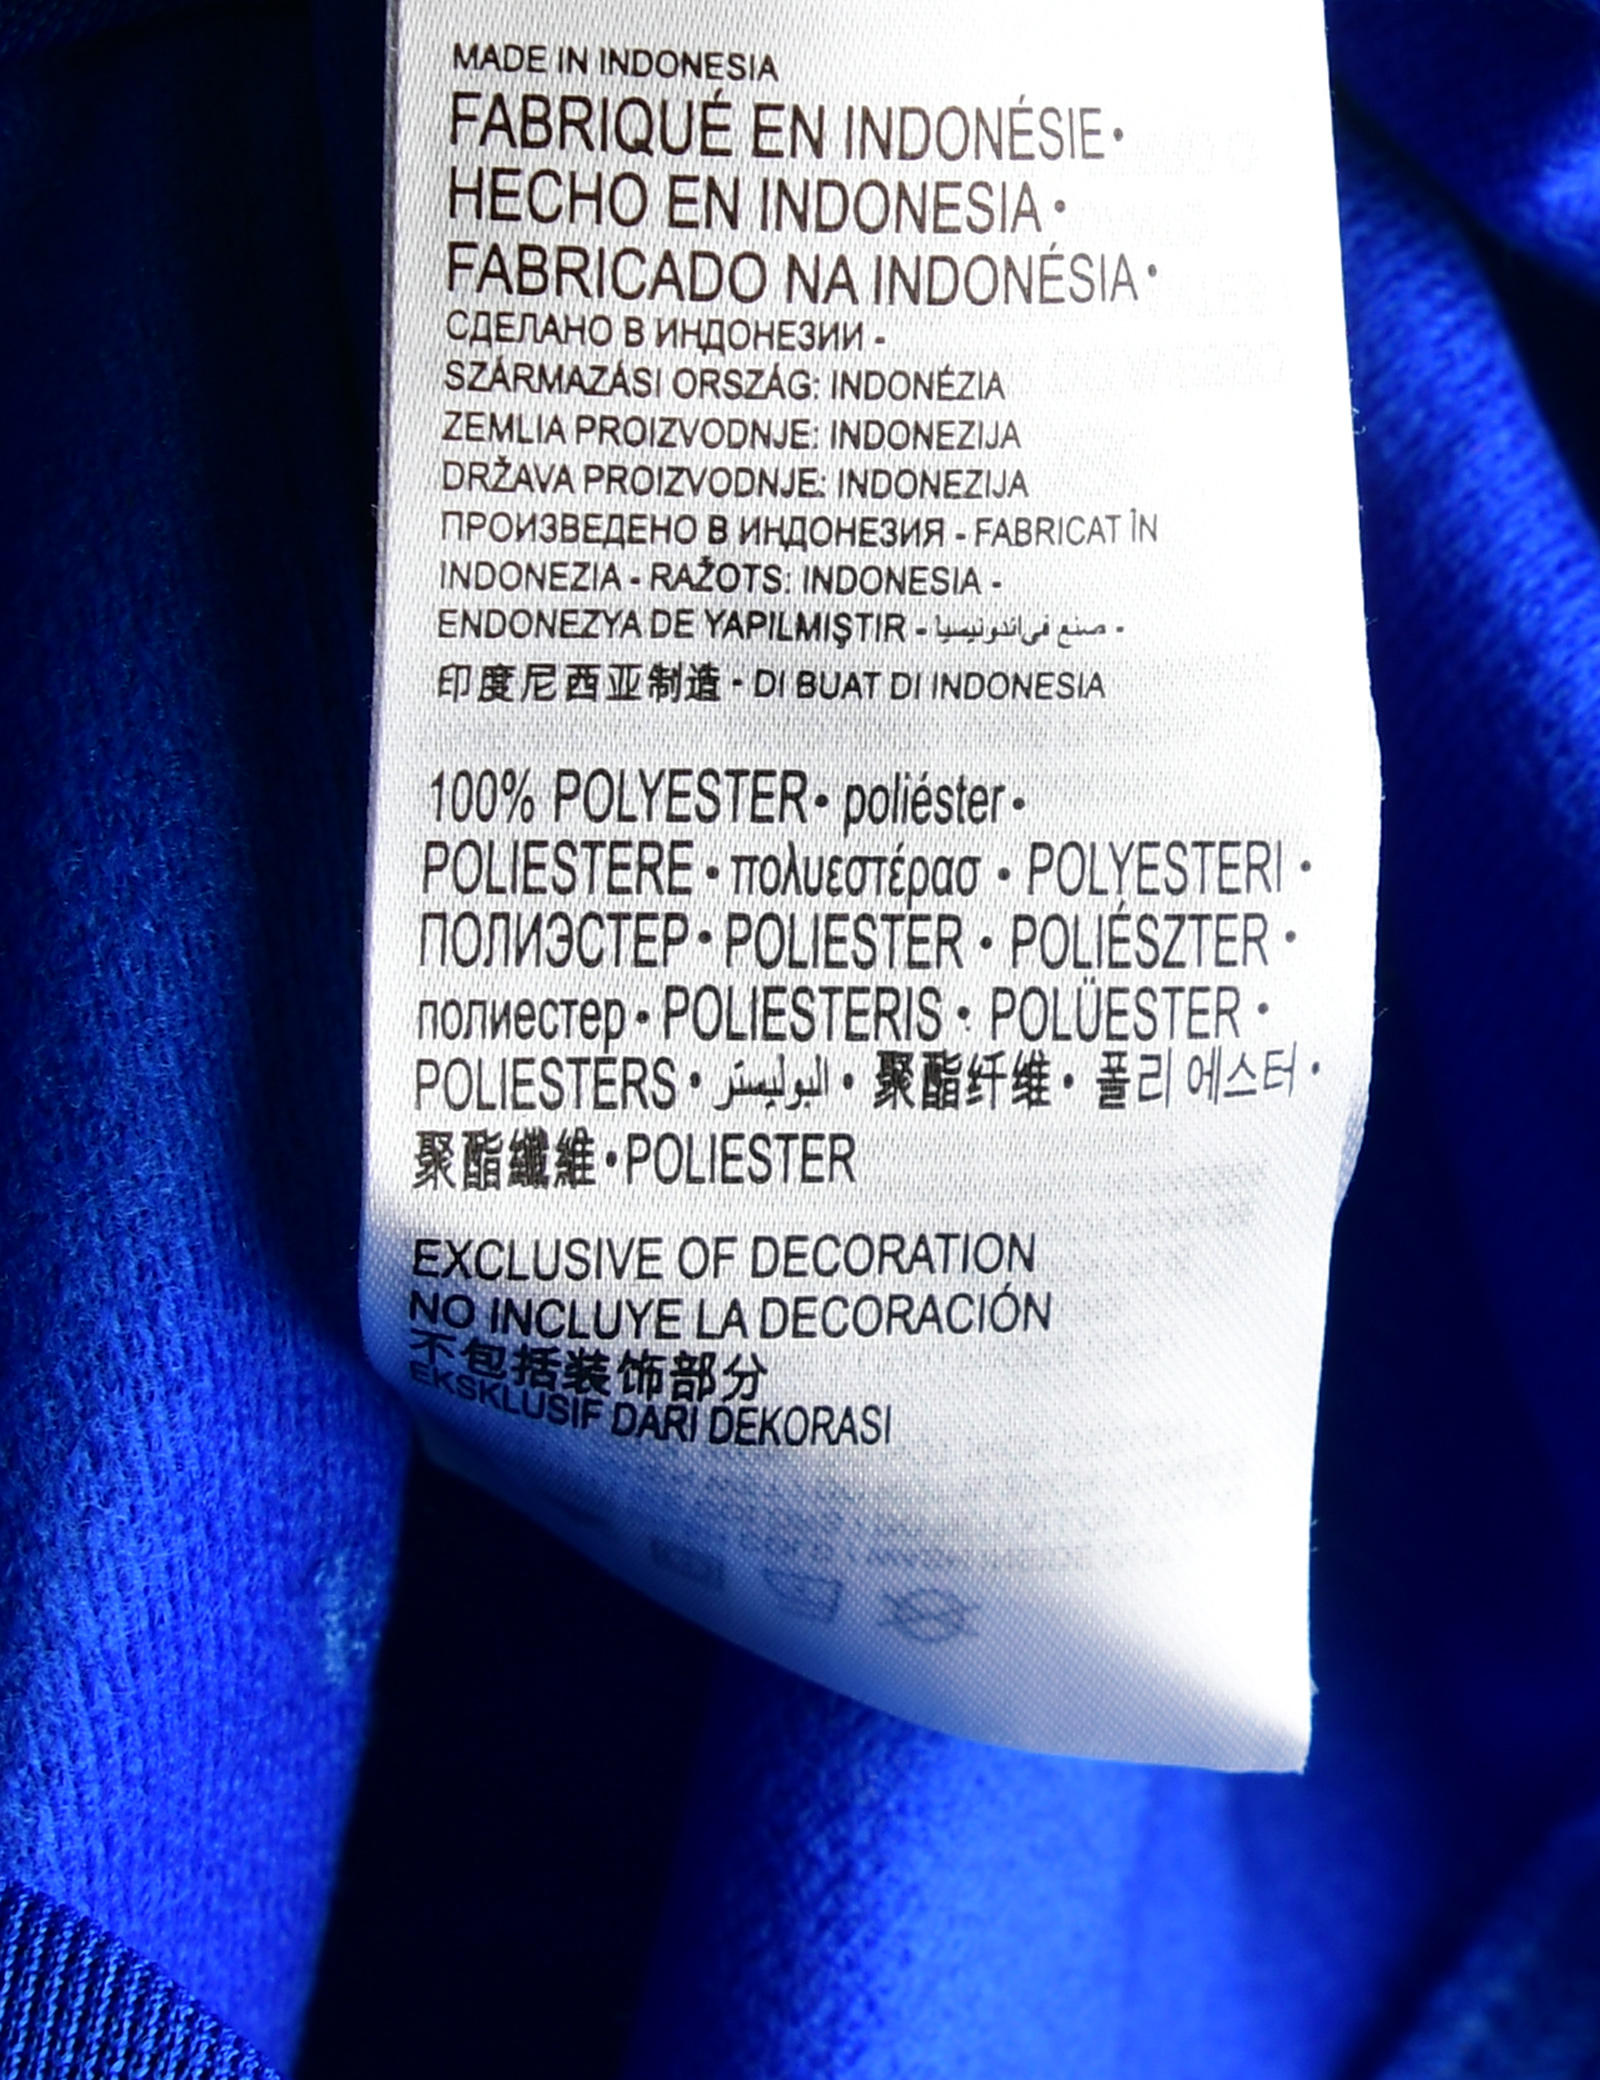 MADE IN INDONESIA
FABRIQUÉ EN INDONÉSIE•
HECHO EN INDONESIA•
FABRICADO NA INDONÉSIA•
СДЕЛАНО В ИНДОНЕЗИИ -
SZÁRMAZÁSI ORSZÁG: INDONÉZIA
ZEMLIA PROIZVODNJE: INDONEZIJA
DRŽAVA PROIZVODNJE: INDONEZIJA
ПРОИЗВЕДЕНО В ИНДОНЕЗИЯ - FABRICAT ÎN
INDONEZIA - RAŽOTS: INDONESIA -
ENDONEZYA DE YAPILMIŞTIR - صنع في اندونيسيا -
印度尼西亚制造 • DI BUAT DI INDONESIA
100% POLYESTER• poliéster•
POLIESTERE • πολυεστέρασ • POLYESTERI •
ПОЛИЭСТЕР• POLIESTER • POLIÉSZTER •
полиестер • POLIESTERIS • POLÜESTER •
POLIESTERS • البوليستر • 聚酯纤维 • 폴리 에스터 •
聚酯纖維•POLIESTER
EXCLUSIVE OF DECORATION
NO INCLUYE LA DECORACIÓN
不包括装饰部分
EKSKLUSIF DARI DEKORASI